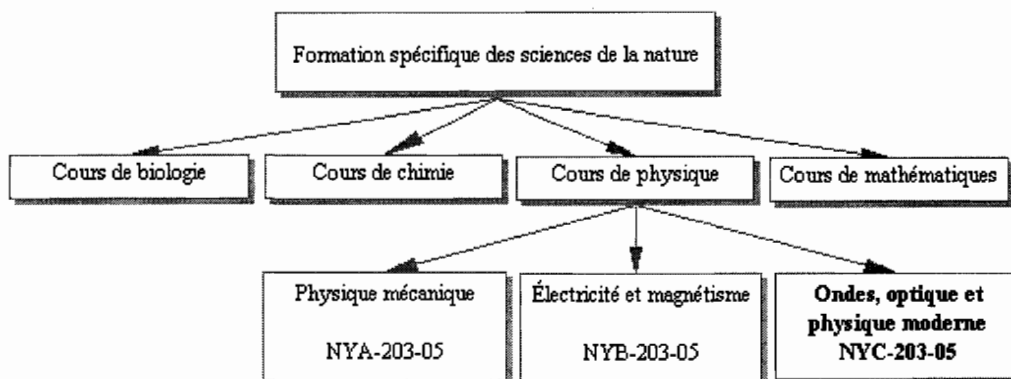 Formation spécifique des sciences de la nature
Cours de biologie
Cours de chimie
Cours de physique
Cours de mathématiques
Physique mécanique
NYA-203-05
Électricité et magnétisme
NYB-203-05
Ondes, optique et
physique moderne
NYC-203-05